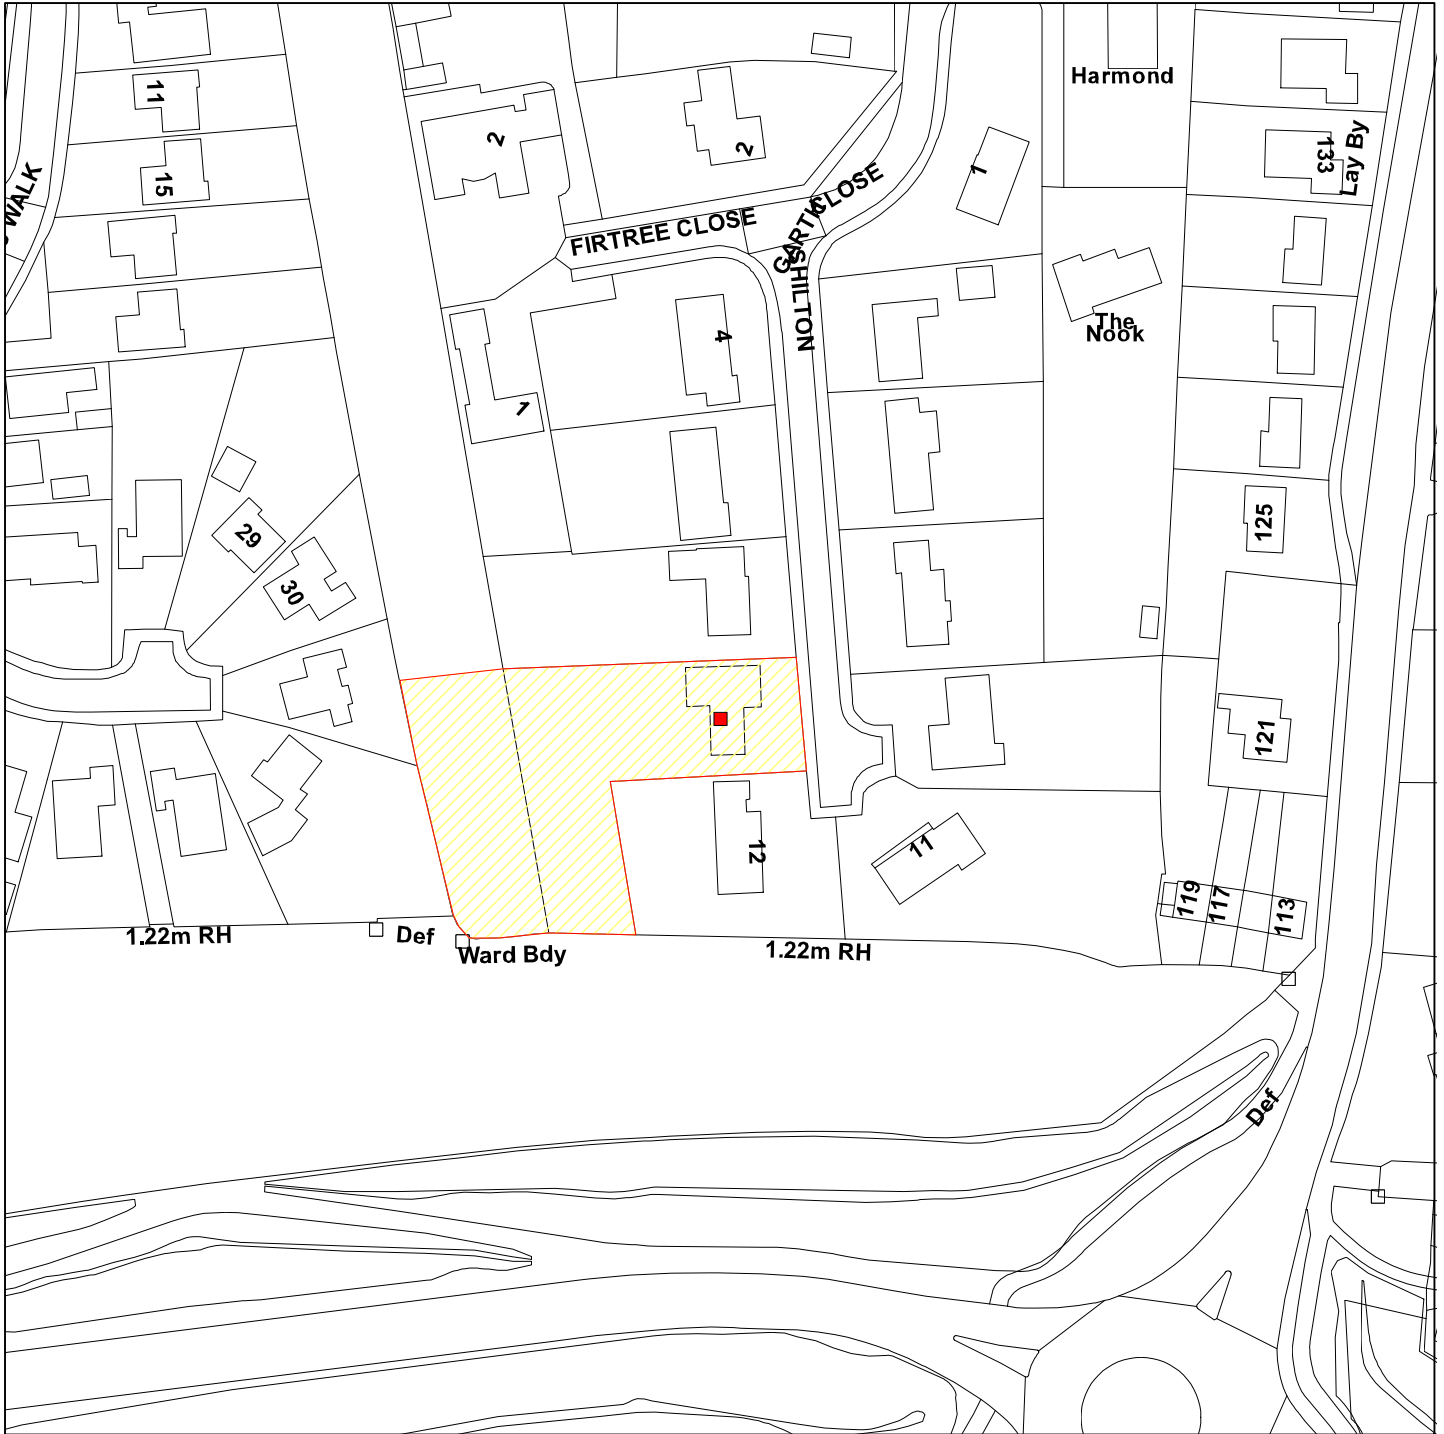 Harmond
11
2
2
133
Lay By
15
1
WALK
CLOSE
FIRTREE CLOSE
GARTH
SHILTON
The
Nook
4
1
125
29
30
121
12
11
119
117
113
1.22m RH
Def
Ward Bdy
1.22m RH
Def